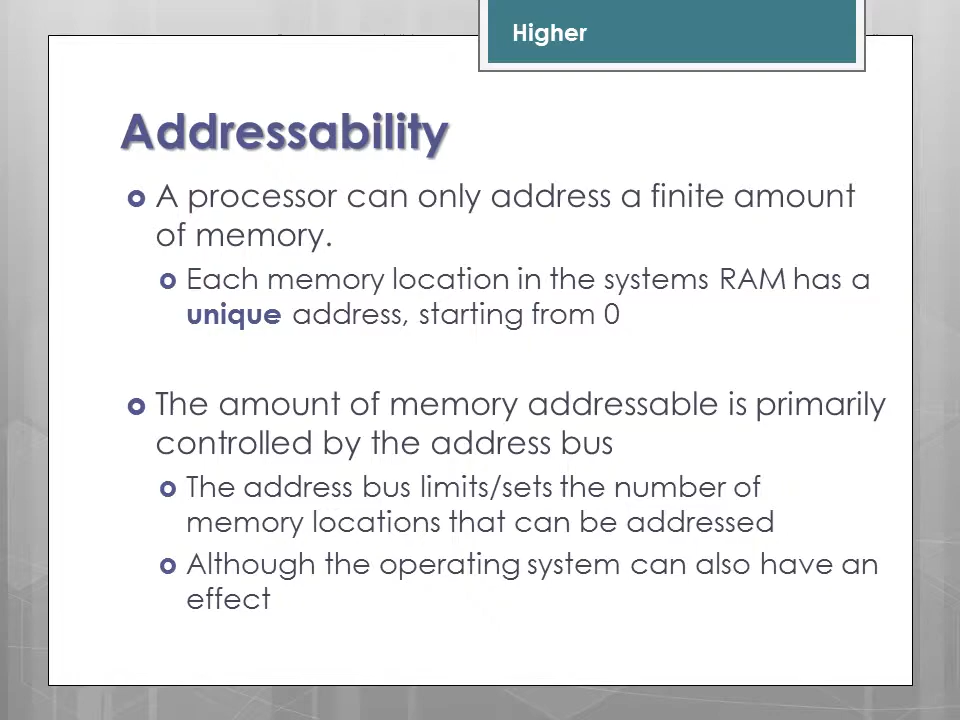 Higher
Addressability
A processor can only address a finite amount
of memory.
Each memory location in the systems RAM has a
unique address, starting from 0
The amount of memory addressable is primarily
controlled by the address bus
The address bus limits/sets the number of
memory locations that can be addressed
Although the operating system can also have an
effect